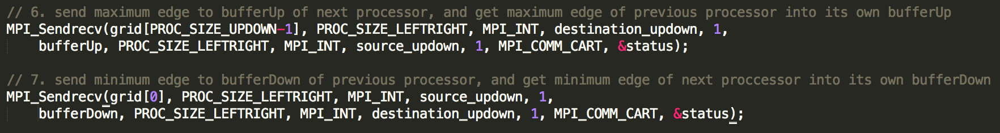 // 6. send maximum edge to bufferUp of next processor, and get maximum edge of previous processor into its own bufferUp
MPI_Sendrecv(grid[PROC_SIZE_UPDOWN-1], PROC_SIZE_LEFTRIGHT, MPI_INT, destination_updown, 1,
bufferUp, PROC_SIZE_LEFTRIGHT, MPI_INT, source_updown, 1, MPI_COMM_CART, &status);
// 7. send minimum edge to bufferDown of previous processor, and get minimum edge of next proccessor into its own bufferDown
MPI_Sendrecv(grid[0], PROC_SIZE_LEFTRIGHT, MPI_INT, source_updown, 1,
bufferDown, PROC_SIZE_LEFTRIGHT, MPI_INT, destination_updown, 1, MPI_COMM_CART, &status);